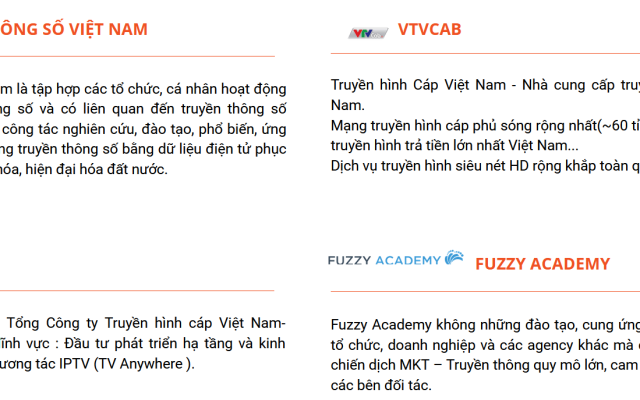 ÔNG SỐ VIỆT NAM
m là tập hợp các tổ chức, cá nhân hoạt động
ng số và có liên quan đến truyền thông số
công tác nghiên cứu, đào tạo, phổ biến, ứng
ng truyền thông số bằng dữ liệu điện tử phục
hóa, hiện đại hóa đất nước.
VTVcab VTVCAB
Truyền hình Cáp Việt Nam - Nhà cung cấp truy
Nam.
Mạng truyền hình cáp phủ sóng rộng nhất(~60 tỉ
truyền hình trả tiền lớn nhất Việt Nam...
Dịch vụ truyền hình siêu nét HD rộng khắp toàn q
Tổng Công ty Truyền hình cáp Việt Nam-
ĩnh vực : Đầu tư phát triển hạ tầng và kinh
ương tác IPTV (TV Anywhere ).
FUZZY ACADEMY FUZZY ACADEMY
Fuzzy Academy không những đào tạo, cung ứng
tổ chức, doanh nghiệp và các agency khác mà
chiến dịch MKT – Truyền thông quy mô lớn, cam
các bên đối tác.